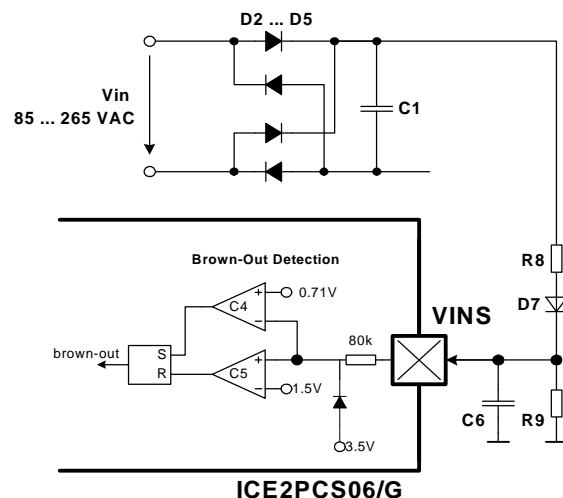 D2 ... D5
Vin
85 ... 265 VAC
C1
R8
Brown-Out Detection
D7
VINS
0.71V
C4
80k
brown-out
S
R
C5
1.5V
C6
R9
3.5V
ICE2PCS06/G